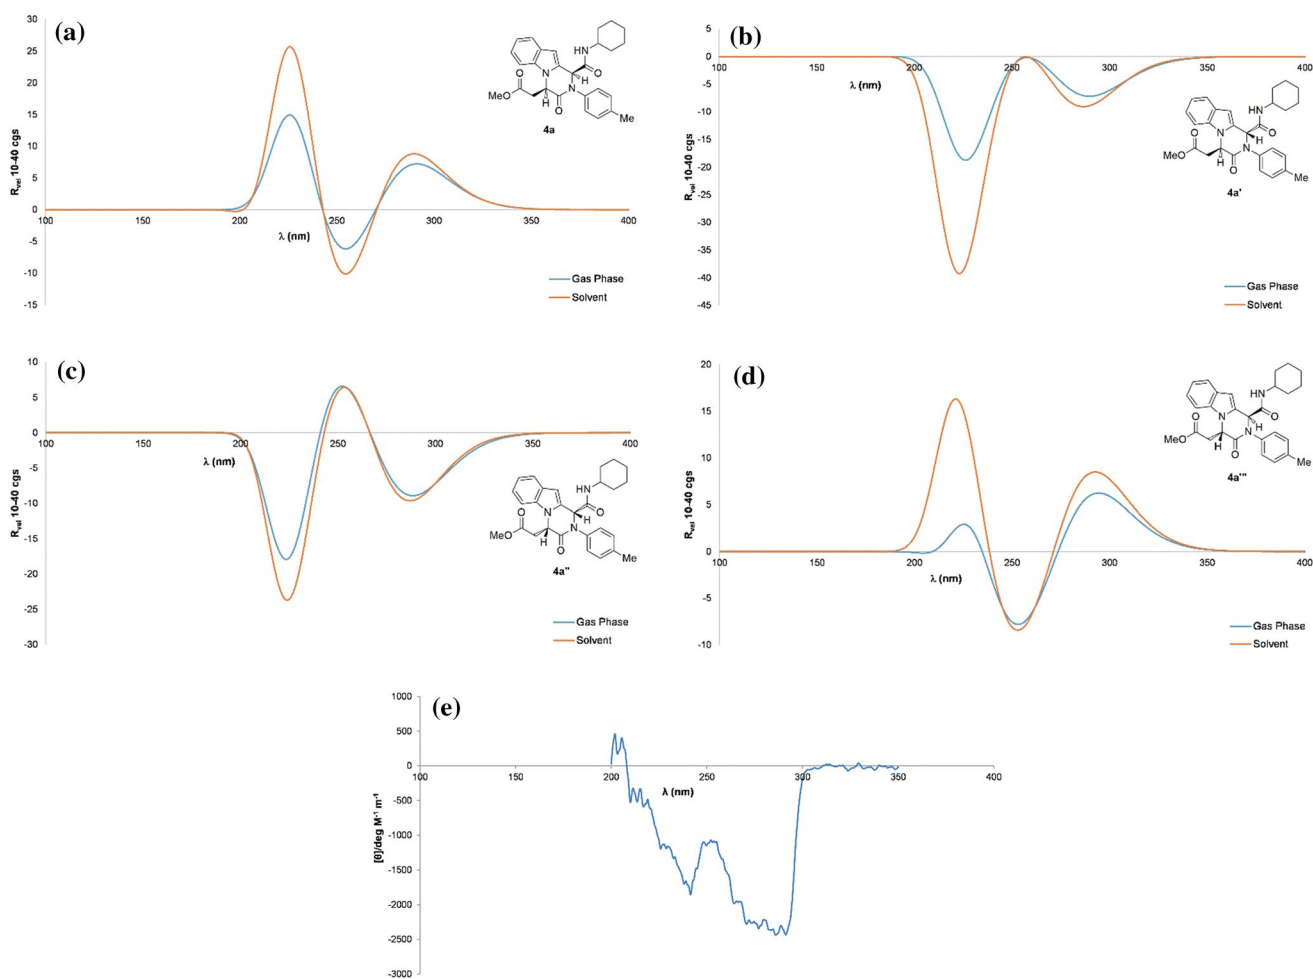 (a)
30
25
20
15
10
5
0
-5
-10
-15
100
150
200
250
300
350
400
R_vel 10-40 cgs
λ (nm)
HN
O
N
O
MeO
H
H
N
O
Me
4a
Gas Phase
Solvent
(b)
5
0
-5
-10
-15
-20
-25
-30
-35
-40
-45
100
150
200
250
300
350
400
R_vel 10-40 cgs
λ (nm)
HN
O
N
H
O
MeO
H
N
O
Me
4a'
Gas Phase
Solvent
(c)
10
5
0
-5
-10
-15
-20
-25
-30
100
150
200
250
300
350
400
R_vel 10-40 cgs
λ (nm)
HN
O
N
H
O
MeO
H
N
O
Me
4a''
Gas Phase
Solvent
(d)
20
15
10
5
0
-5
-10
100
150
200
250
300
350
400
R_vel 10-40 cgs
λ (nm)
HN
O
N
H
O
MeO
H
N
O
Me
4a'''
Gas Phase
Solvent
(e)
1000
500
0
-500
-1000
-1500
-2000
-2500
-3000
100
150
200
250
300
350
400
[θ]/deg M⁻¹ m⁻¹
λ (nm)